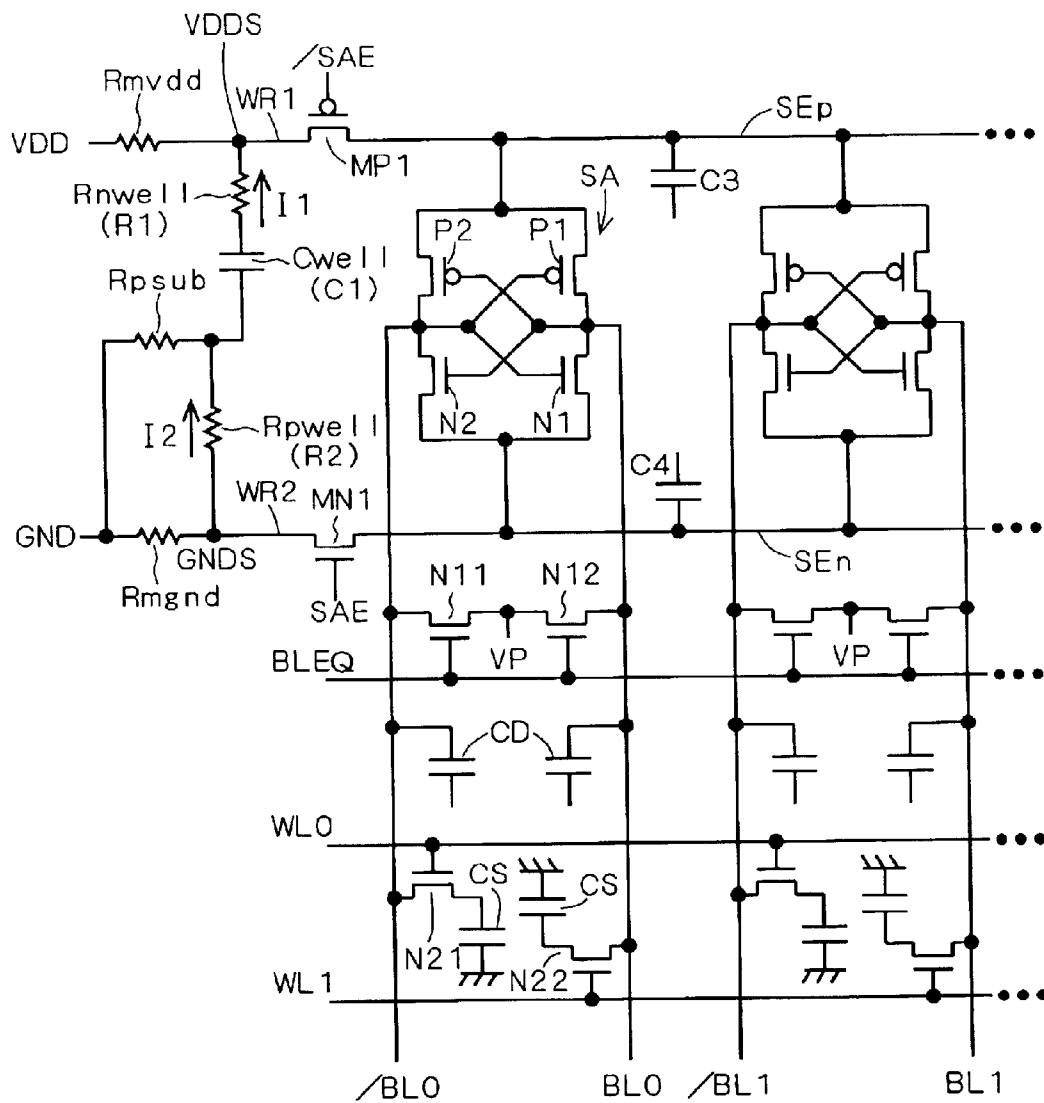 VDDS
/SAE
Rmvdd
WR1
SEp
VDD
MP1
Rnwell
(R1)
I1
SA
C3
P2
P1
Cwell
(C1)
Rpsub
N2
N1
I2
Rpwell
(R2)
C4
WR2
MN1
GND
GNDS
SEn
Rmgnd
SAE
N11
N12
VP
VP
BLEQ
CD
WL0
CS
CS
N21
N22
WL1
/BL0
BL0
/BL1
BL1